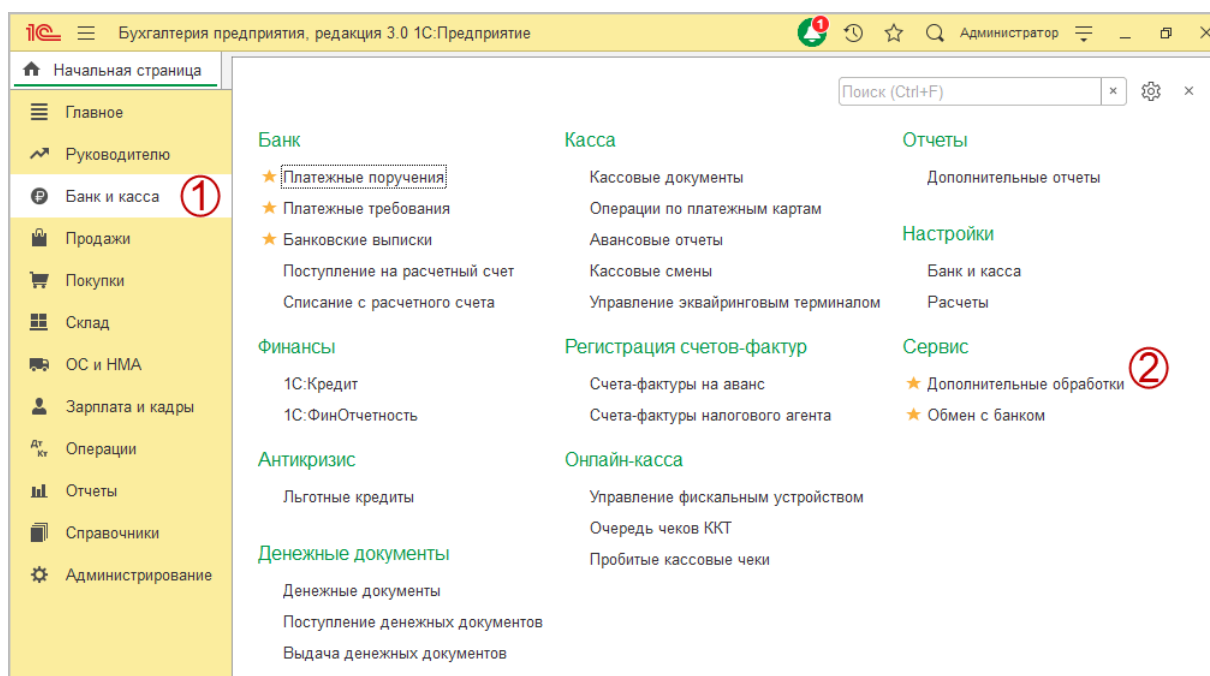 1С Бухгалтерия предприятия, редакция 3.0 1С:Предприятие 1 Администратор
Начальная страница
Поиск (Ctrl+F) × ×
Главное
Руководителю
Банк и касса 1
Продажи
Покупки
Склад
ОС и НМА
Зарплата и кадры
Дт Кт Операции
Отчеты
Справочники
Администрирование
Банк
Платежные поручения
Платежные требования
Банковские выписки
Поступление на расчетный счет
Списание с расчетного счета
Финансы
1С:Кредит
1С:ФинОтчетность
Антикризис
Льготные кредиты
Денежные документы
Денежные документы
Поступление денежных документов
Выдача денежных документов
Касса
Кассовые документы
Операции по платежным картам
Авансовые отчеты
Кассовые смены
Управление эквайринговым терминалом
Регистрация счетов-фактур
Счета-фактуры на аванс
Счета-фактуры налогового агента
Онлайн-касса
Управление фискальным устройством
Очередь чеков ККТ
Пробитые кассовые чеки
Отчеты
Дополнительные отчеты
Настройки
Банк и касса
Расчеты
Сервис
Дополнительные обработки 2
Обмен с банком